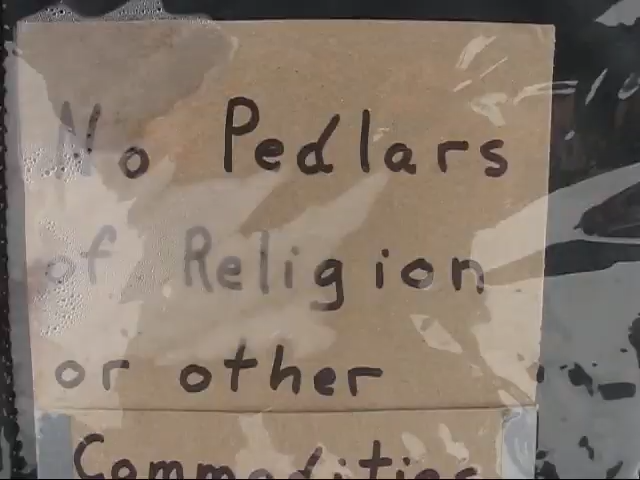 No Pedlars
of Religion
or other
Commodities